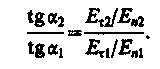 tg α₂ / tg α₁ = (Eτ2/En2) / (Eτ1/En1).